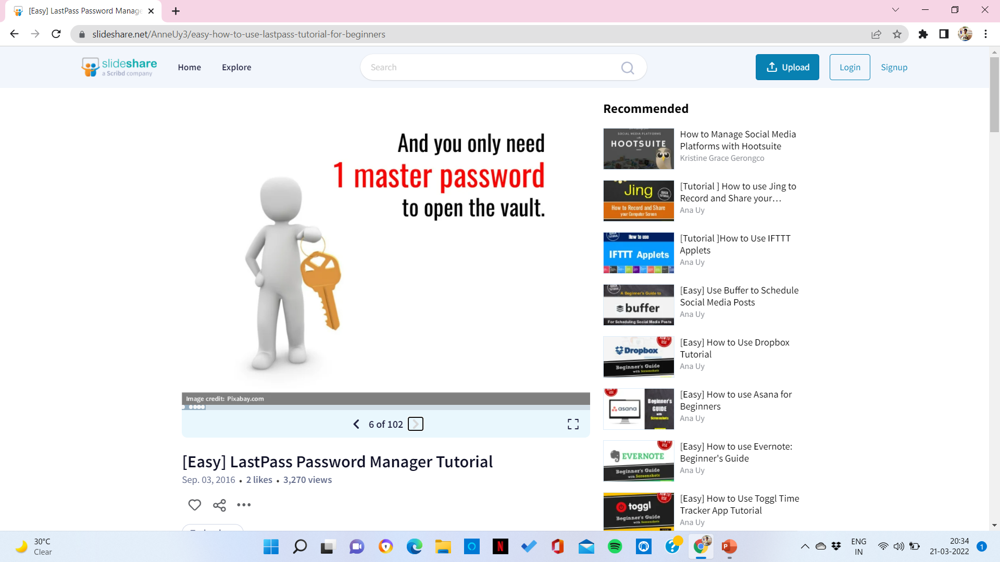 [Easy] LastPass Password Manage
slideshare.net/AnneUy3/easy-how-to-use-lastpass-tutorial-for-beginners
slideshare
a Scribd company
Home
Explore
Search
Upload
Login
Signup
And you only need
1 master password
to open the vault.
Image credit: Pixabay.com
6 of 102
[Easy] LastPass Password Manager Tutorial
Sep. 03, 2016 • 2 likes • 3,270 views
Recommended
SOCIAL MEDIA PLATFORMS
HOOTSUITE
How to Manage Social Media
Platforms with Hootsuite
Kristine Grace Gerongco
Jing
QUICK
TUTORIAL
How to Record and Share
your Computer Screen
[Tutorial ] How to use Jing to
Record and Share your...
Ana Uy
TUTORIAL
How to use
IFTTT Applets
[Tutorial ]How to Use IFTTT
Applets
Ana Uy
QUICK
TUTORIAL
A Beginner's Guide to
buffer
For Scheduling Social Media Posts
[Easy] Use Buffer to Schedule
Social Media Posts
Ana Uy
HOW TO
USE
Dropbox
Beginner's Guide
with Screenshots
[Easy] How to Use Dropbox
Tutorial
Ana Uy
HOW TO
USE
asana
Beginner's
GUIDE
with
Screenshots
[Easy] How to use Asana for
Beginners
Ana Uy
HOW TO
USE
EVERNOTE
Beginner's Guide
with Screenshots
[Easy] How to use Evernote:
Beginner's Guide
Ana Uy
HOW TO
USE
toggl
Beginner's Guide
with Screenshots
[Easy] How to Use Toggl Time
Tracker App Tutorial
Ana Uy
30°C
Clear
N
P
ENG
IN
20:34
21-03-2022
1